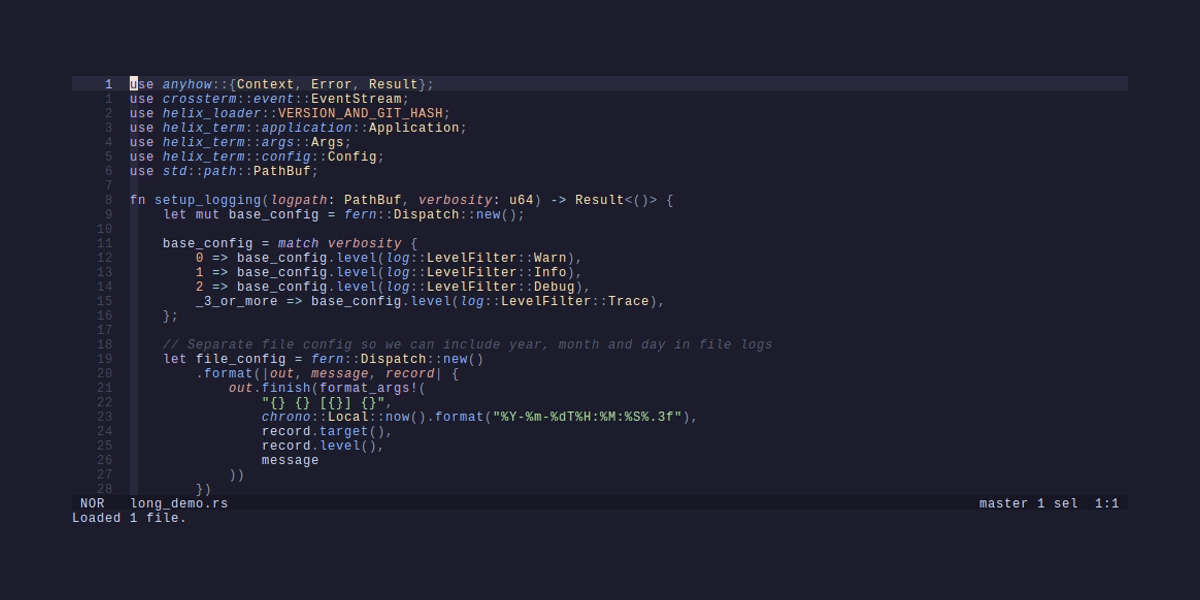 1 use anyhow::{Context, Error, Result};
1 use crossterm::event::EventStream;
2 use helix_loader::VERSION_AND_GIT_HASH;
3 use helix_term::application::Application;
4 use helix_term::args::Args;
5 use helix_term::config::Config;
6 use std::path::PathBuf;
7
8 fn setup_logging(logpath: PathBuf, verbosity: u64) -> Result<()> {
9     let mut base_config = fern::Dispatch::new();
10
11     base_config = match verbosity {
12         0 => base_config.level(log::LevelFilter::Warn),
13         1 => base_config.level(log::LevelFilter::Info),
14         2 => base_config.level(log::LevelFilter::Debug),
15         _3_or_more => base_config.level(log::LevelFilter::Trace),
16     };
17
18     // Separate file config so we can include year, month and day in file logs
19     let file_config = fern::Dispatch::new()
20         .format(|out, message, record| {
21             out.finish(format_args!(
22                 "{} {} [{}] {}",
23                 chrono::Local::now().format("%Y-%m-%dT%H:%M:%S%.3f"),
24                 record.target(),
25                 record.level(),
26                 message
27             ))
28         })
NOR   long_demo.rs   master 1 sel  1:1
Loaded 1 file.